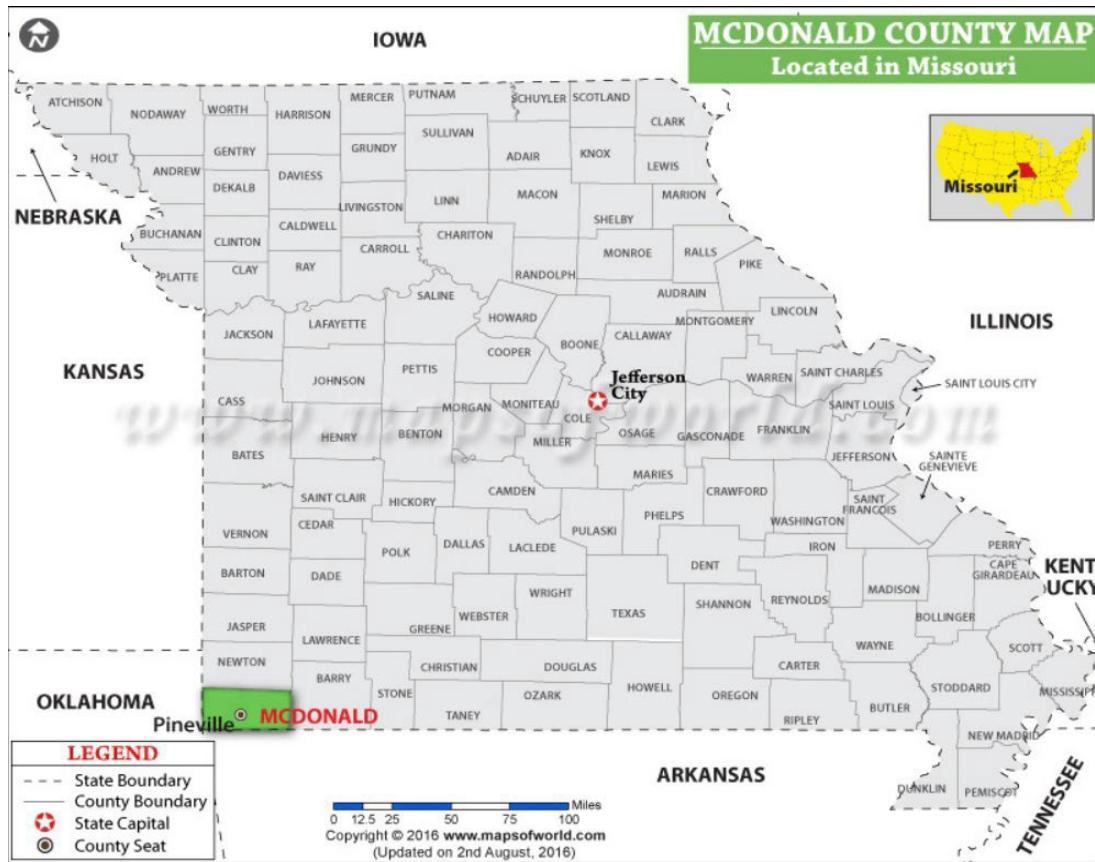 N
IOWA
MCDONALD COUNTY MAP
Located in Missouri
ATCHISON
NODAWAY
WORTH
HARRISON
MERCER
PUTNAM
SCHUYLER
SCOTLAND
CLARK
HOLT
ANDREW
GENTRY
DEKALB
DAVIESS
GRUNDY
SULLIVAN
ADAIR
KNOX
LEWIS
Missouri
NEBRASKA
BUCHANAN
CLINTON
CALDWELL
LIVINGSTON
LINN
MACON
SHELBY
MARION
PLATTE
CLAY
RAY
CARROLL
CHARITON
RANDOLPH
MONROE
RALLS
PIKE
SALINE
HOWARD
AUDRAIN
JACKSON
LAFAYETTE
COOPER
BOONE
CALLAWAY
MONTGOMERY
LINCOLN
ILLINOIS
KANSAS
JOHNSON
PETTIS
Jefferson
City
WARREN
SAINT CHARLES
SAINT LOUIS CITY
CASS
MORGAN
MONITEAU
COLE
OSAGE
GASCONADE
FRANKLIN
SAINT LOUIS
www.mapsofworld.com
HENRY
BENTON
MILLER
JEFFERSON
SAINTE
GENEVIEVE
BATES
MARIES
SAINT CLAIR
HICKORY
CAMDEN
CRAWFORD
SAINT
FRANCOIS
VERNON
CEDAR
POLK
DALLAS
LACLEDE
PULASKI
PHELPS
WASHINGTON
IRON
PERRY
BARTON
DADE
DENT
MADISON
CAPE
GIRARDEAU
KENT
UCKY
JASPER
LAWRENCE
GREENE
WEBSTER
WRIGHT
TEXAS
SHANNON
REYNOLDS
BOLLINGER
NEWTON
BARRY
CHRISTIAN
DOUGLAS
WAYNE
SCOTT
OKLAHOMA
STONE
TANEY
OZARK
HOWELL
OREGON
CARTER
RIPLEY
BUTLER
STODDARD
MISSISSIPPI
Pineville
MCDONALD
NEW MADRID
LEGEND
State Boundary
County Boundary
State Capital
County Seat
ARKANSAS
DUNKLIN
PEMISCOT
TENNESSEE
0 12.5 25 50 75 100 Miles
Copyright © 2016 www.mapsofworld.com
(Updated on 2nd August, 2016)